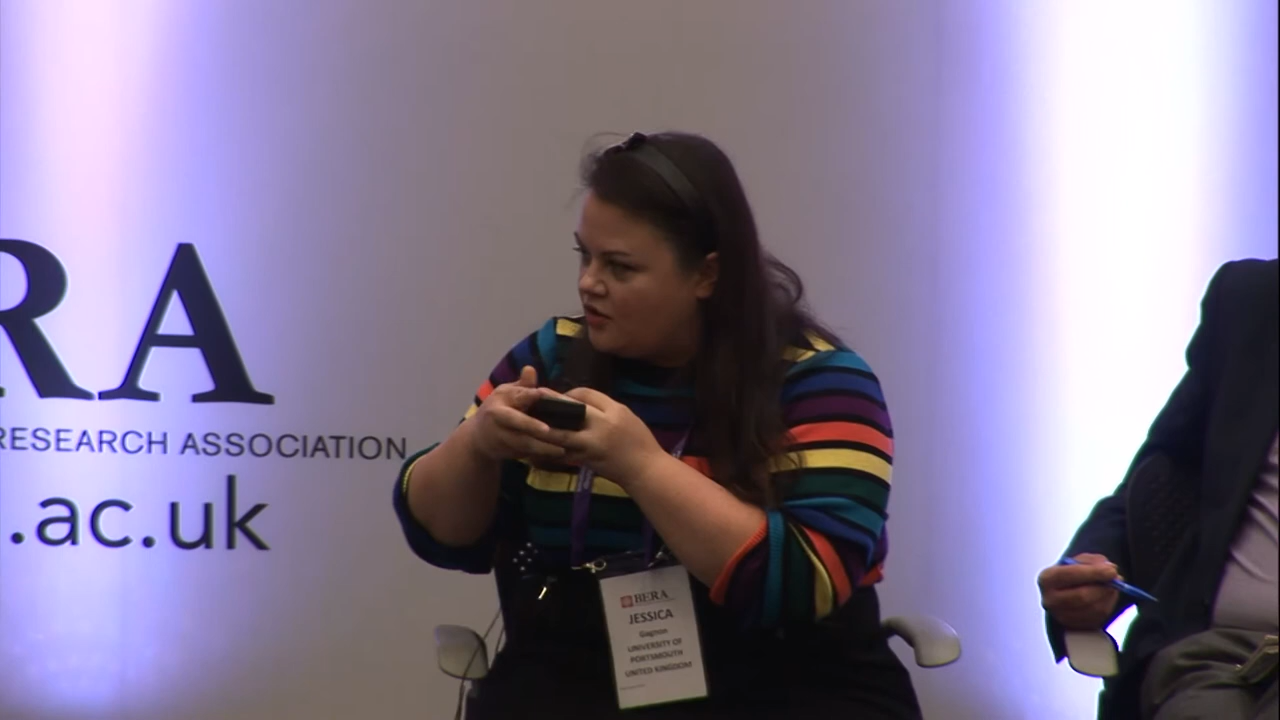 RA
RESEARCH ASSOCIATION
.ac.uk
BERA
JESSICA
Gagnon
UNIVERSITY OF
PORTSMOUTH
UNITED KINGDOM